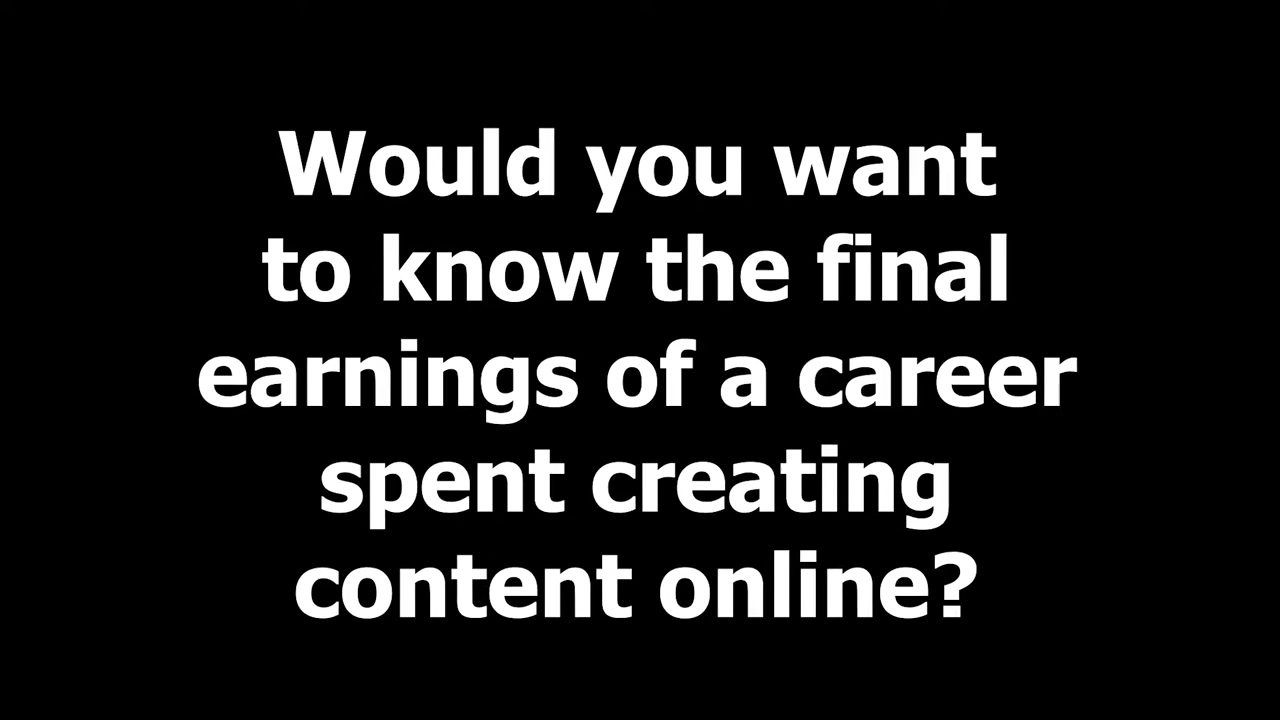 Would you want
to know the final
earnings of a career
spent creating
content online?